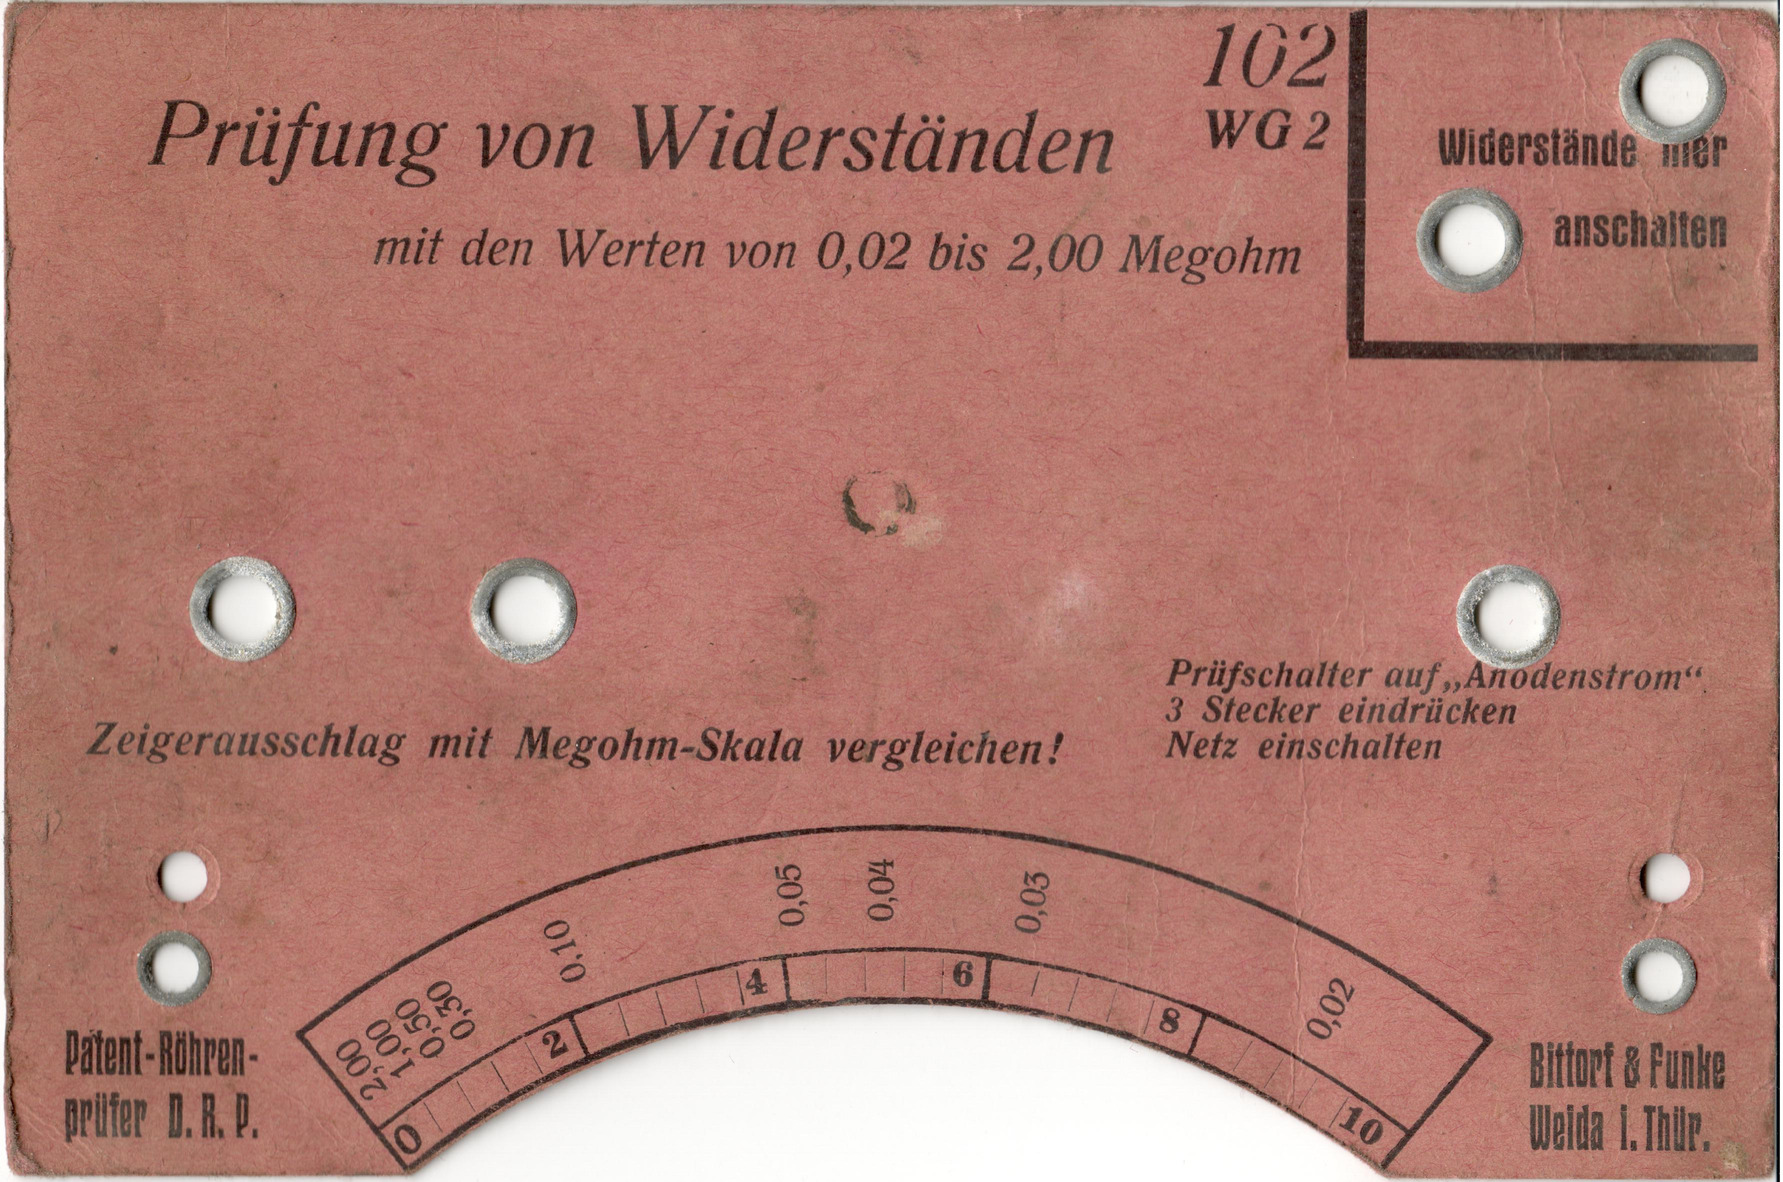 102
WG 2
Prüfung von Widerständen
mit den Werten von 0,02 bis 2,00 Megohm
Widerstände hier
anschalten
Prüfschalter auf „Anodenstrom“
3 Stecker eindrücken
Netz einschalten
Zeigerausschlag mit Megohm-Skala vergleichen!
2,00 1,00 0,50 0,30 0,10 0,05 0,04 0,03 0,02
0 2 4 6 8 10
Patent-Röhren-
prüfer D. R. P.
Bittorf & Funke
Weida i. Thür.